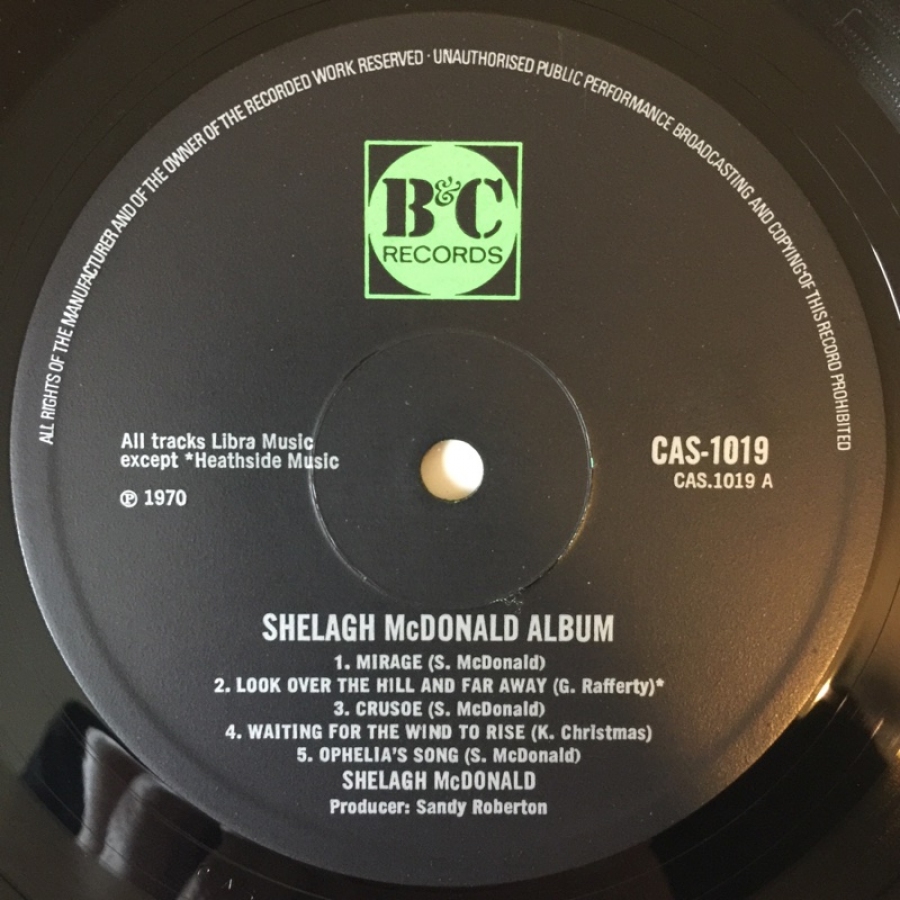 ALL RIGHTS OF THE MANUFACTURER AND OF THE OWNER OF THE RECORDED WORK RESERVED · UNAUTHORISED PUBLIC PERFORMANCE BROADCASTING AND COPYING OF THIS RECORD PROHIBITED
B&C
RECORDS
All tracks Libra Music
except *Heathside Music
℗ 1970
CAS-1019
CAS.1019 A
SHELAGH McDONALD ALBUM
1. MIRAGE (S. McDonald)
2. LOOK OVER THE HILL AND FAR AWAY (G. Rafferty)*
3. CRUSOE (S. McDonald)
4. WAITING FOR THE WIND TO RISE (K. Christmas)
5. OPHELIA'S SONG (S. McDonald)
SHELAGH McDONALD
Producer: Sandy Roberton